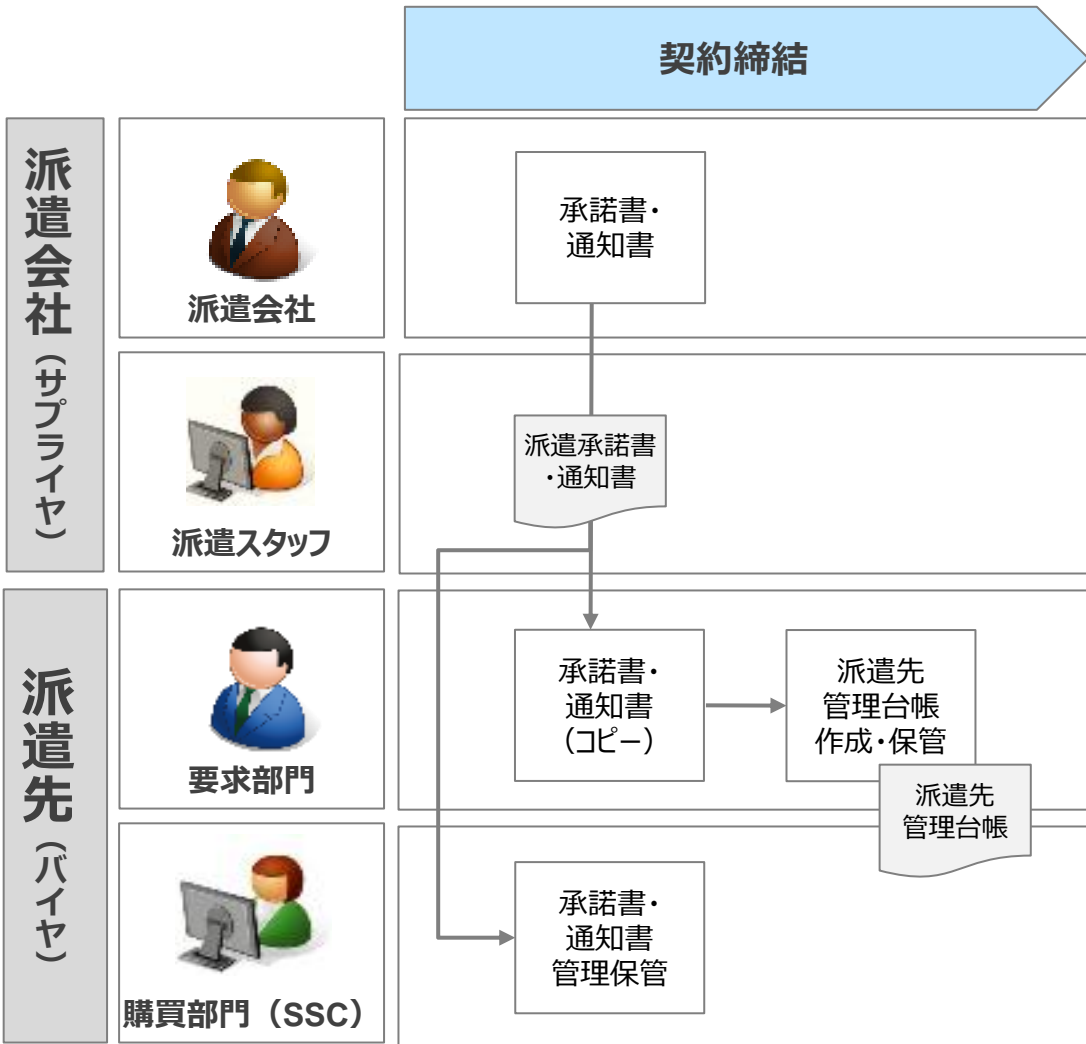 契約締結
派遣会社（サプライヤ）
派遣会社
承諾書・
通知書
派遣スタッフ
派遣承諾書
・通知書
派遣先（バイヤ）
要求部門
承諾書・
通知書
（コピー）
派遣先
管理台帳
作成・保管
派遣先
管理台帳
購買部門（SSC）
承諾書・
通知書
管理保管